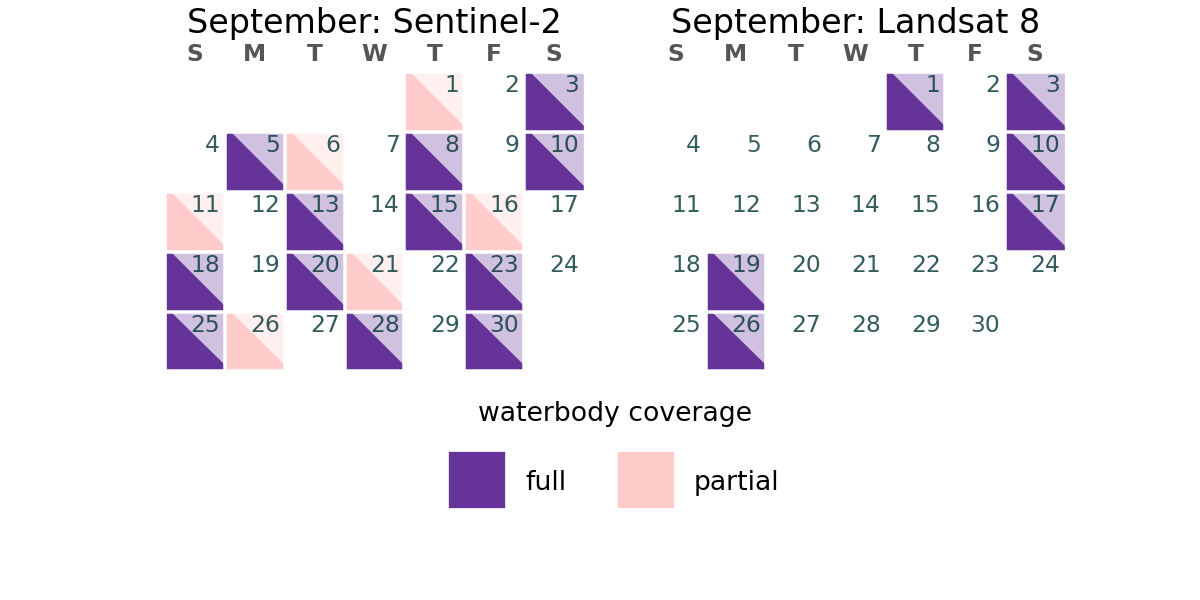 September: Sentinel-2
S M T W T F S
1 2 3
4 5 6 7 8 9 10
11 12 13 14 15 16 17
18 19 20 21 22 23 24
25 26 27 28 29 30
September: Landsat 8
S M T W T F S
1 2 3
4 5 6 7 8 9 10
11 12 13 14 15 16 17
18 19 20 21 22 23 24
25 26 27 28 29 30
waterbody coverage
full partial